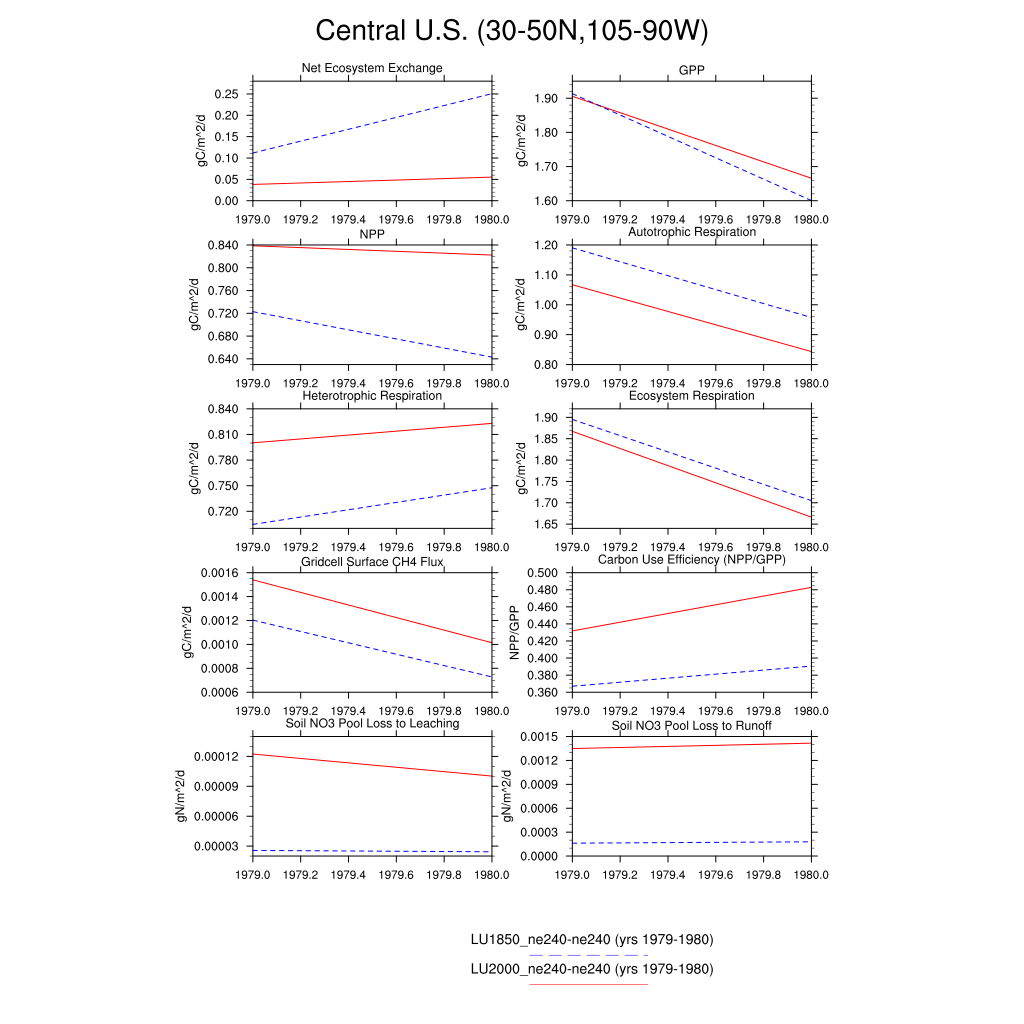 Central U.S. (30-50N,105-90W)
Net Ecosystem Exchange
gC/m^2/d
0.25
0.20
0.15
0.10
0.05
0.00
1979.0 1979.2 1979.4 1979.6 1979.8 1980.0
GPP
gC/m^2/d
1.90
1.80
1.70
1.60
1979.0 1979.2 1979.4 1979.6 1979.8 1980.0
NPP
gC/m^2/d
0.840
0.800
0.760
0.720
0.680
0.640
1979.0 1979.2 1979.4 1979.6 1979.8 1980.0
Autotrophic Respiration
gC/m^2/d
1.20
1.10
1.00
0.90
0.80
1979.0 1979.2 1979.4 1979.6 1979.8 1980.0
Heterotrophic Respiration
gC/m^2/d
0.840
0.810
0.780
0.750
0.720
1979.0 1979.2 1979.4 1979.6 1979.8 1980.0
Ecosystem Respiration
gC/m^2/d
1.90
1.85
1.80
1.75
1.70
1.65
1979.0 1979.2 1979.4 1979.6 1979.8 1980.0
Gridcell Surface CH4 Flux
gC/m^2/d
0.0016
0.0014
0.0012
0.0010
0.0008
0.0006
1979.0 1979.2 1979.4 1979.6 1979.8 1980.0
Carbon Use Efficiency (NPP/GPP)
NPP/GPP
0.500
0.480
0.460
0.440
0.420
0.400
0.380
0.360
1979.0 1979.2 1979.4 1979.6 1979.8 1980.0
Soil NO3 Pool Loss to Leaching
gN/m^2/d
0.00012
0.00009
0.00006
0.00003
1979.0 1979.2 1979.4 1979.6 1979.8 1980.0
Soil NO3 Pool Loss to Runoff
gN/m^2/d
0.0015
0.0012
0.0009
0.0006
0.0003
0.0000
1979.0 1979.2 1979.4 1979.6 1979.8 1980.0
LU1850_ne240-ne240 (yrs 1979-1980)
LU2000_ne240-ne240 (yrs 1979-1980)